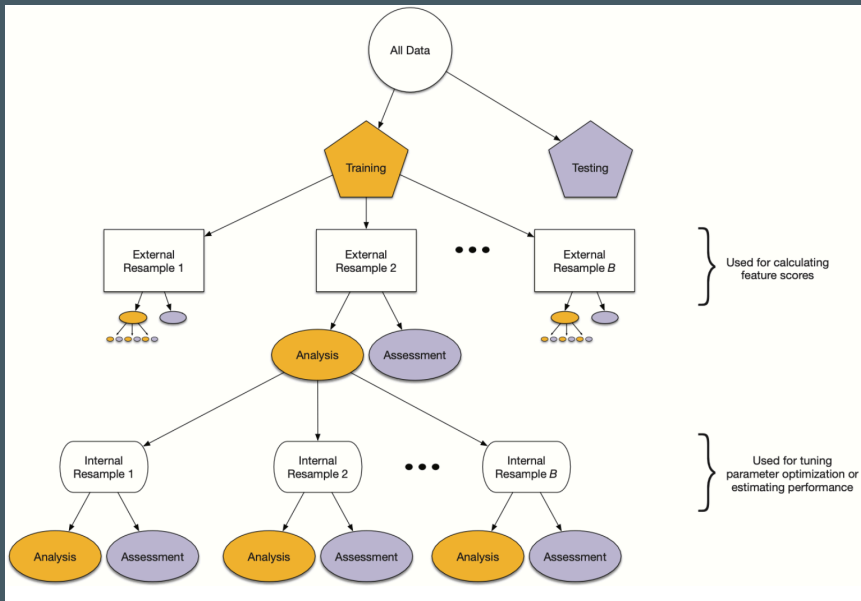 All Data
Training
Testing
External
Resample 1
External
Resample 2
External
Resample B
Used for calculating
feature scores
Analysis
Assessment
Internal
Resample 1
Internal
Resample 2
Internal
Resample B
Used for tuning
parameter optimization or
estimating performance
Analysis
Assessment
Analysis
Assessment
Analysis
Assessment